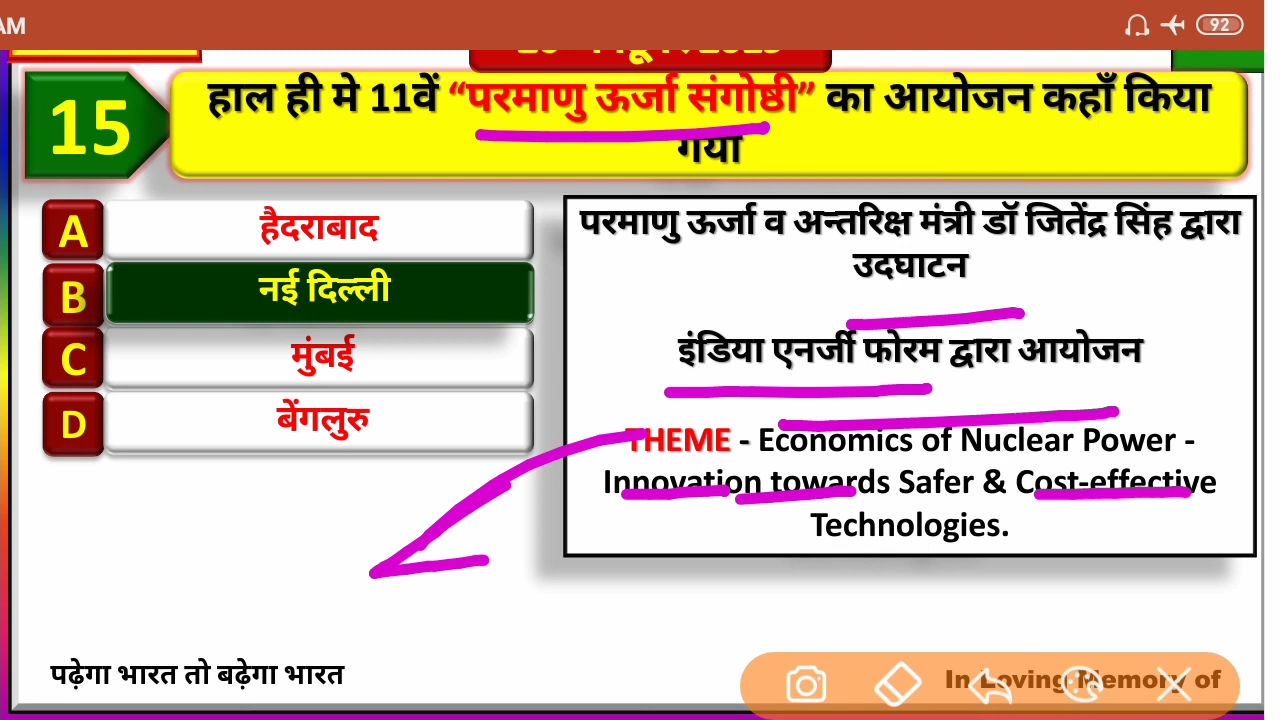 AM
92
15
हाल ही मे 11वें “परमाणु ऊर्जा संगोष्ठी” का आयोजन कहाँ किया
गया
A
हैदराबाद
B
नई दिल्ली
C
मुंबई
D
बेंगलुरु
परमाणु ऊर्जा व अन्तरिक्ष मंत्री डॉ जितेंद्र सिंह द्वारा
उदघाटन
इंडिया एनर्जी फोरम द्वारा आयोजन
THEME - Economics of Nuclear Power -
Innovation towards Safer & Cost-effective
Technologies.
पढ़ेगा भारत तो बढ़ेगा भारत
In Loving Memory of